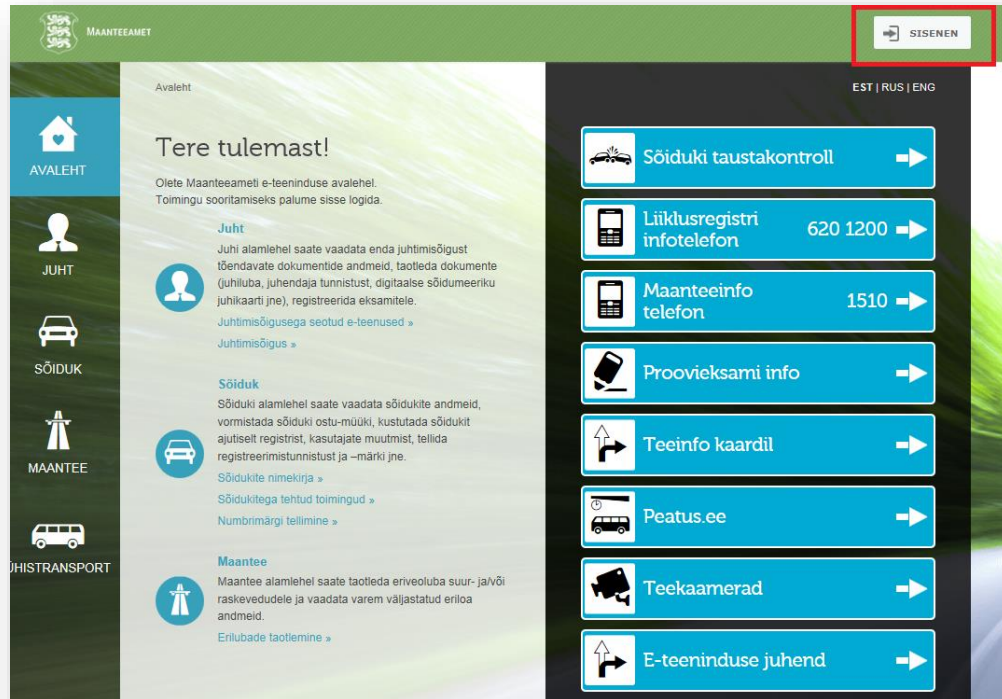 MAANTEEAMET
SISENEN
AVALEHT
JUHT
SÕIDUK
MAANTEE
ÜHISTRANSPORT
Avaleht
EST | RUS | ENG
Tere tulemast!
Olete Maanteeameti e-teeninduse avalehel.
Toimingu sooritamiseks palume sisse logida.
Juht
Juhi alamlehel saate vaadata enda juhtimisõigust
tõendavate dokumentide andmeid, taotleda dokumente
(juhiluba, juhendaja tunnistust, digitaalse sõidumeeriku
juhikaarti jne), registreerida eksamitele.
Juhtimisõigusega seotud e-teenused »
Juhtimisõigus »
Sõiduk
Sõiduki alamlehel saate vaadata sõidukite andmeid,
vormistada sõiduki ostu-müüki, kustutada sõidukit
ajutiselt registrist, kasutajate muutmist, tellida
registreerimistunnistust ja –märki jne.
Sõidukite nimekirja »
Sõidukitega tehtud toimingud »
Numbrimärgi tellimine »
Maantee
Maantee alamlehel saate taotleda eriveoluba suur- ja/või
raskevedudele ja vaadata varem väljastatud eriloa
andmeid.
Erilubade taotlemine »
Sõiduki taustakontroll
Liiklusregistri
infotelefon 620 1200
Maanteeinfo
telefon 1510
Proovieksami info
Teeinfo kaardil
Peatus.ee
Teekaamerad
E-teeninduse juhend